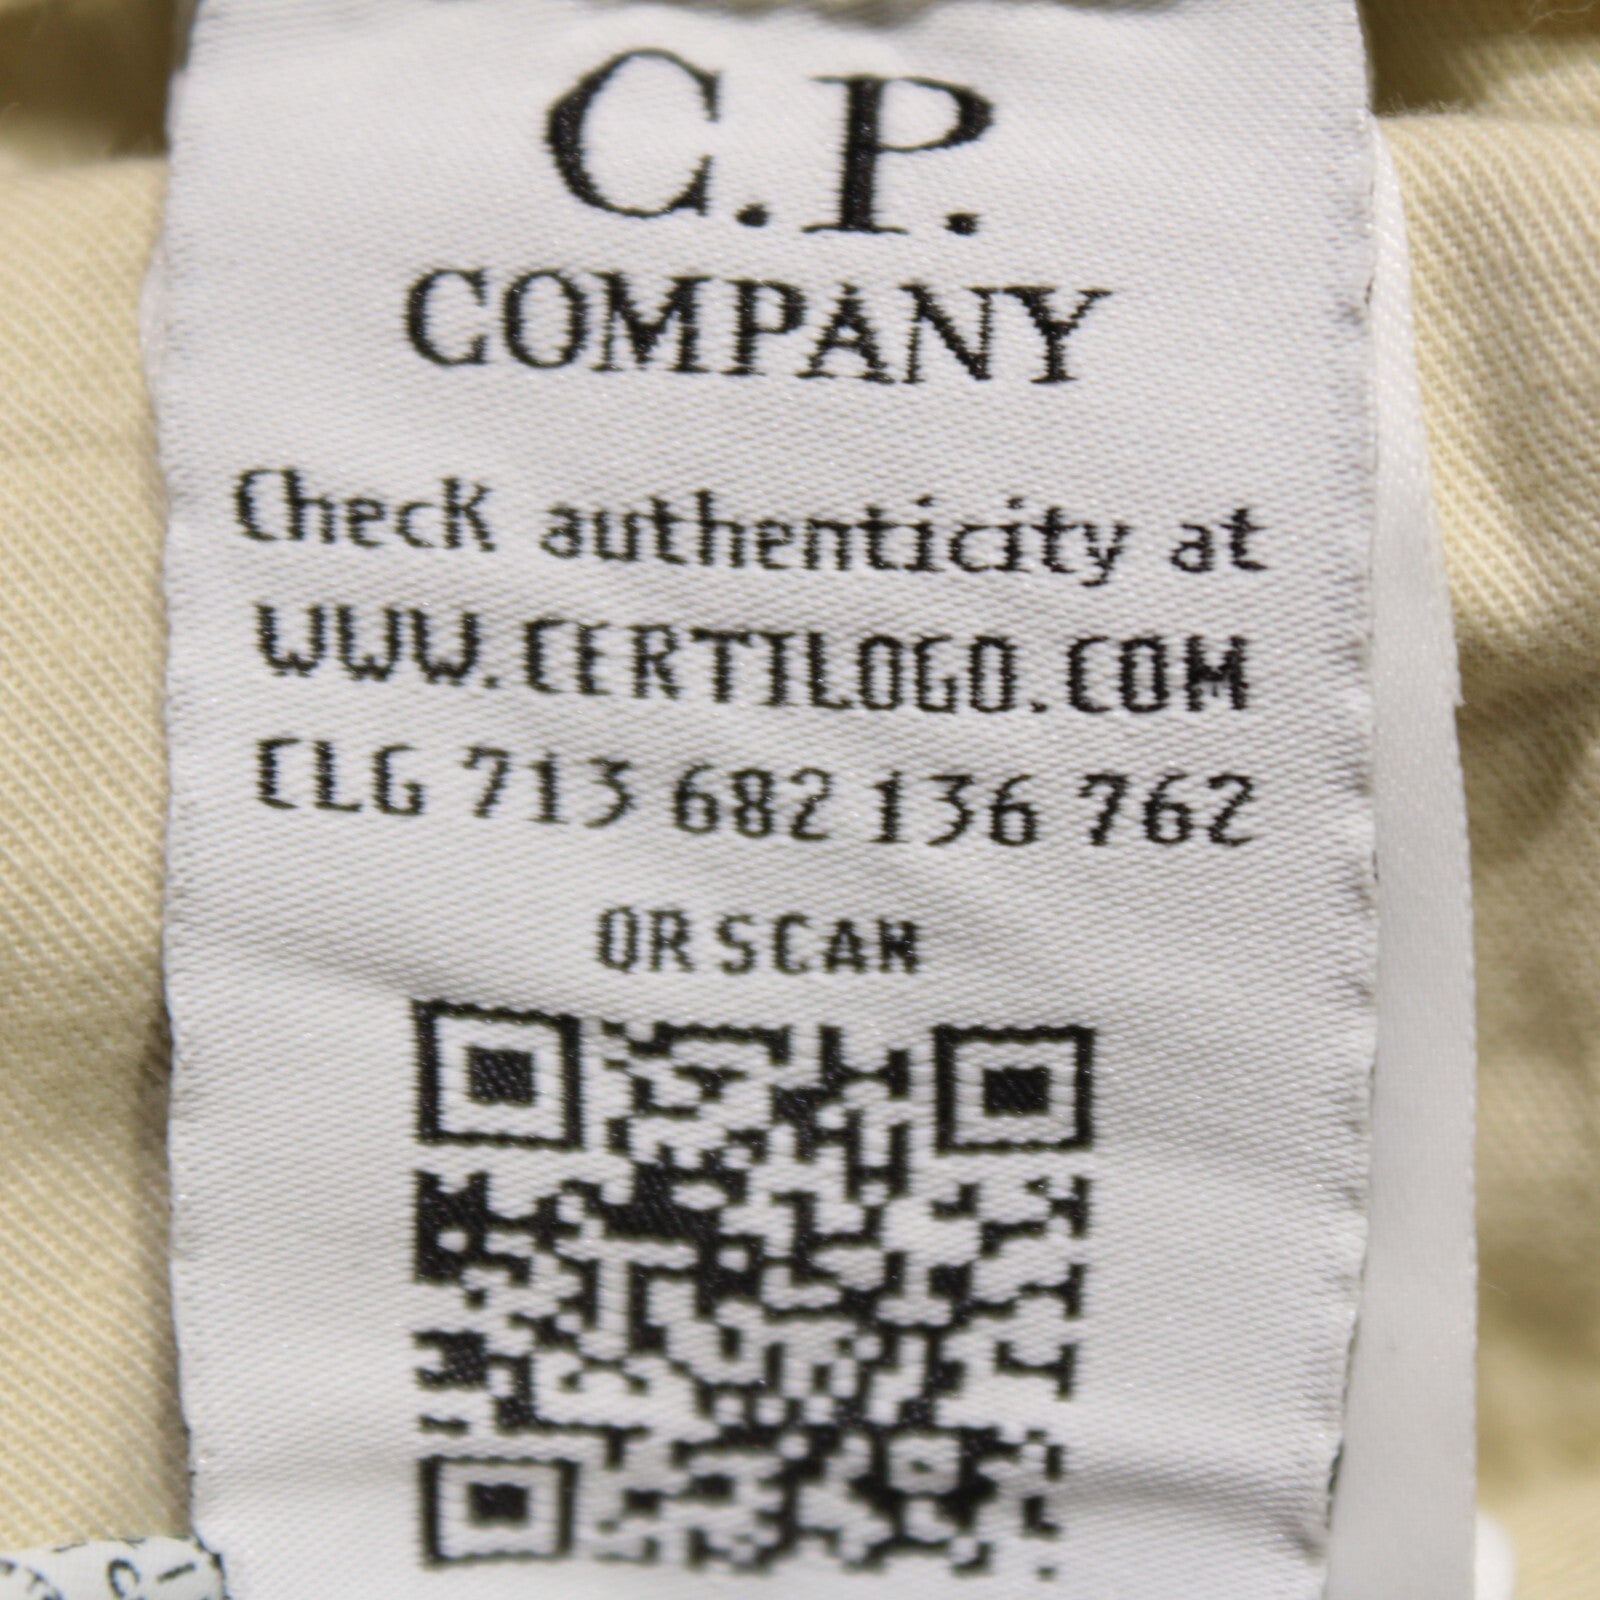 C.P.
COMPANY
Check authenticity at
WWW.CERTILOGO.COM
CLG 713 682 136 762
OR SCAN